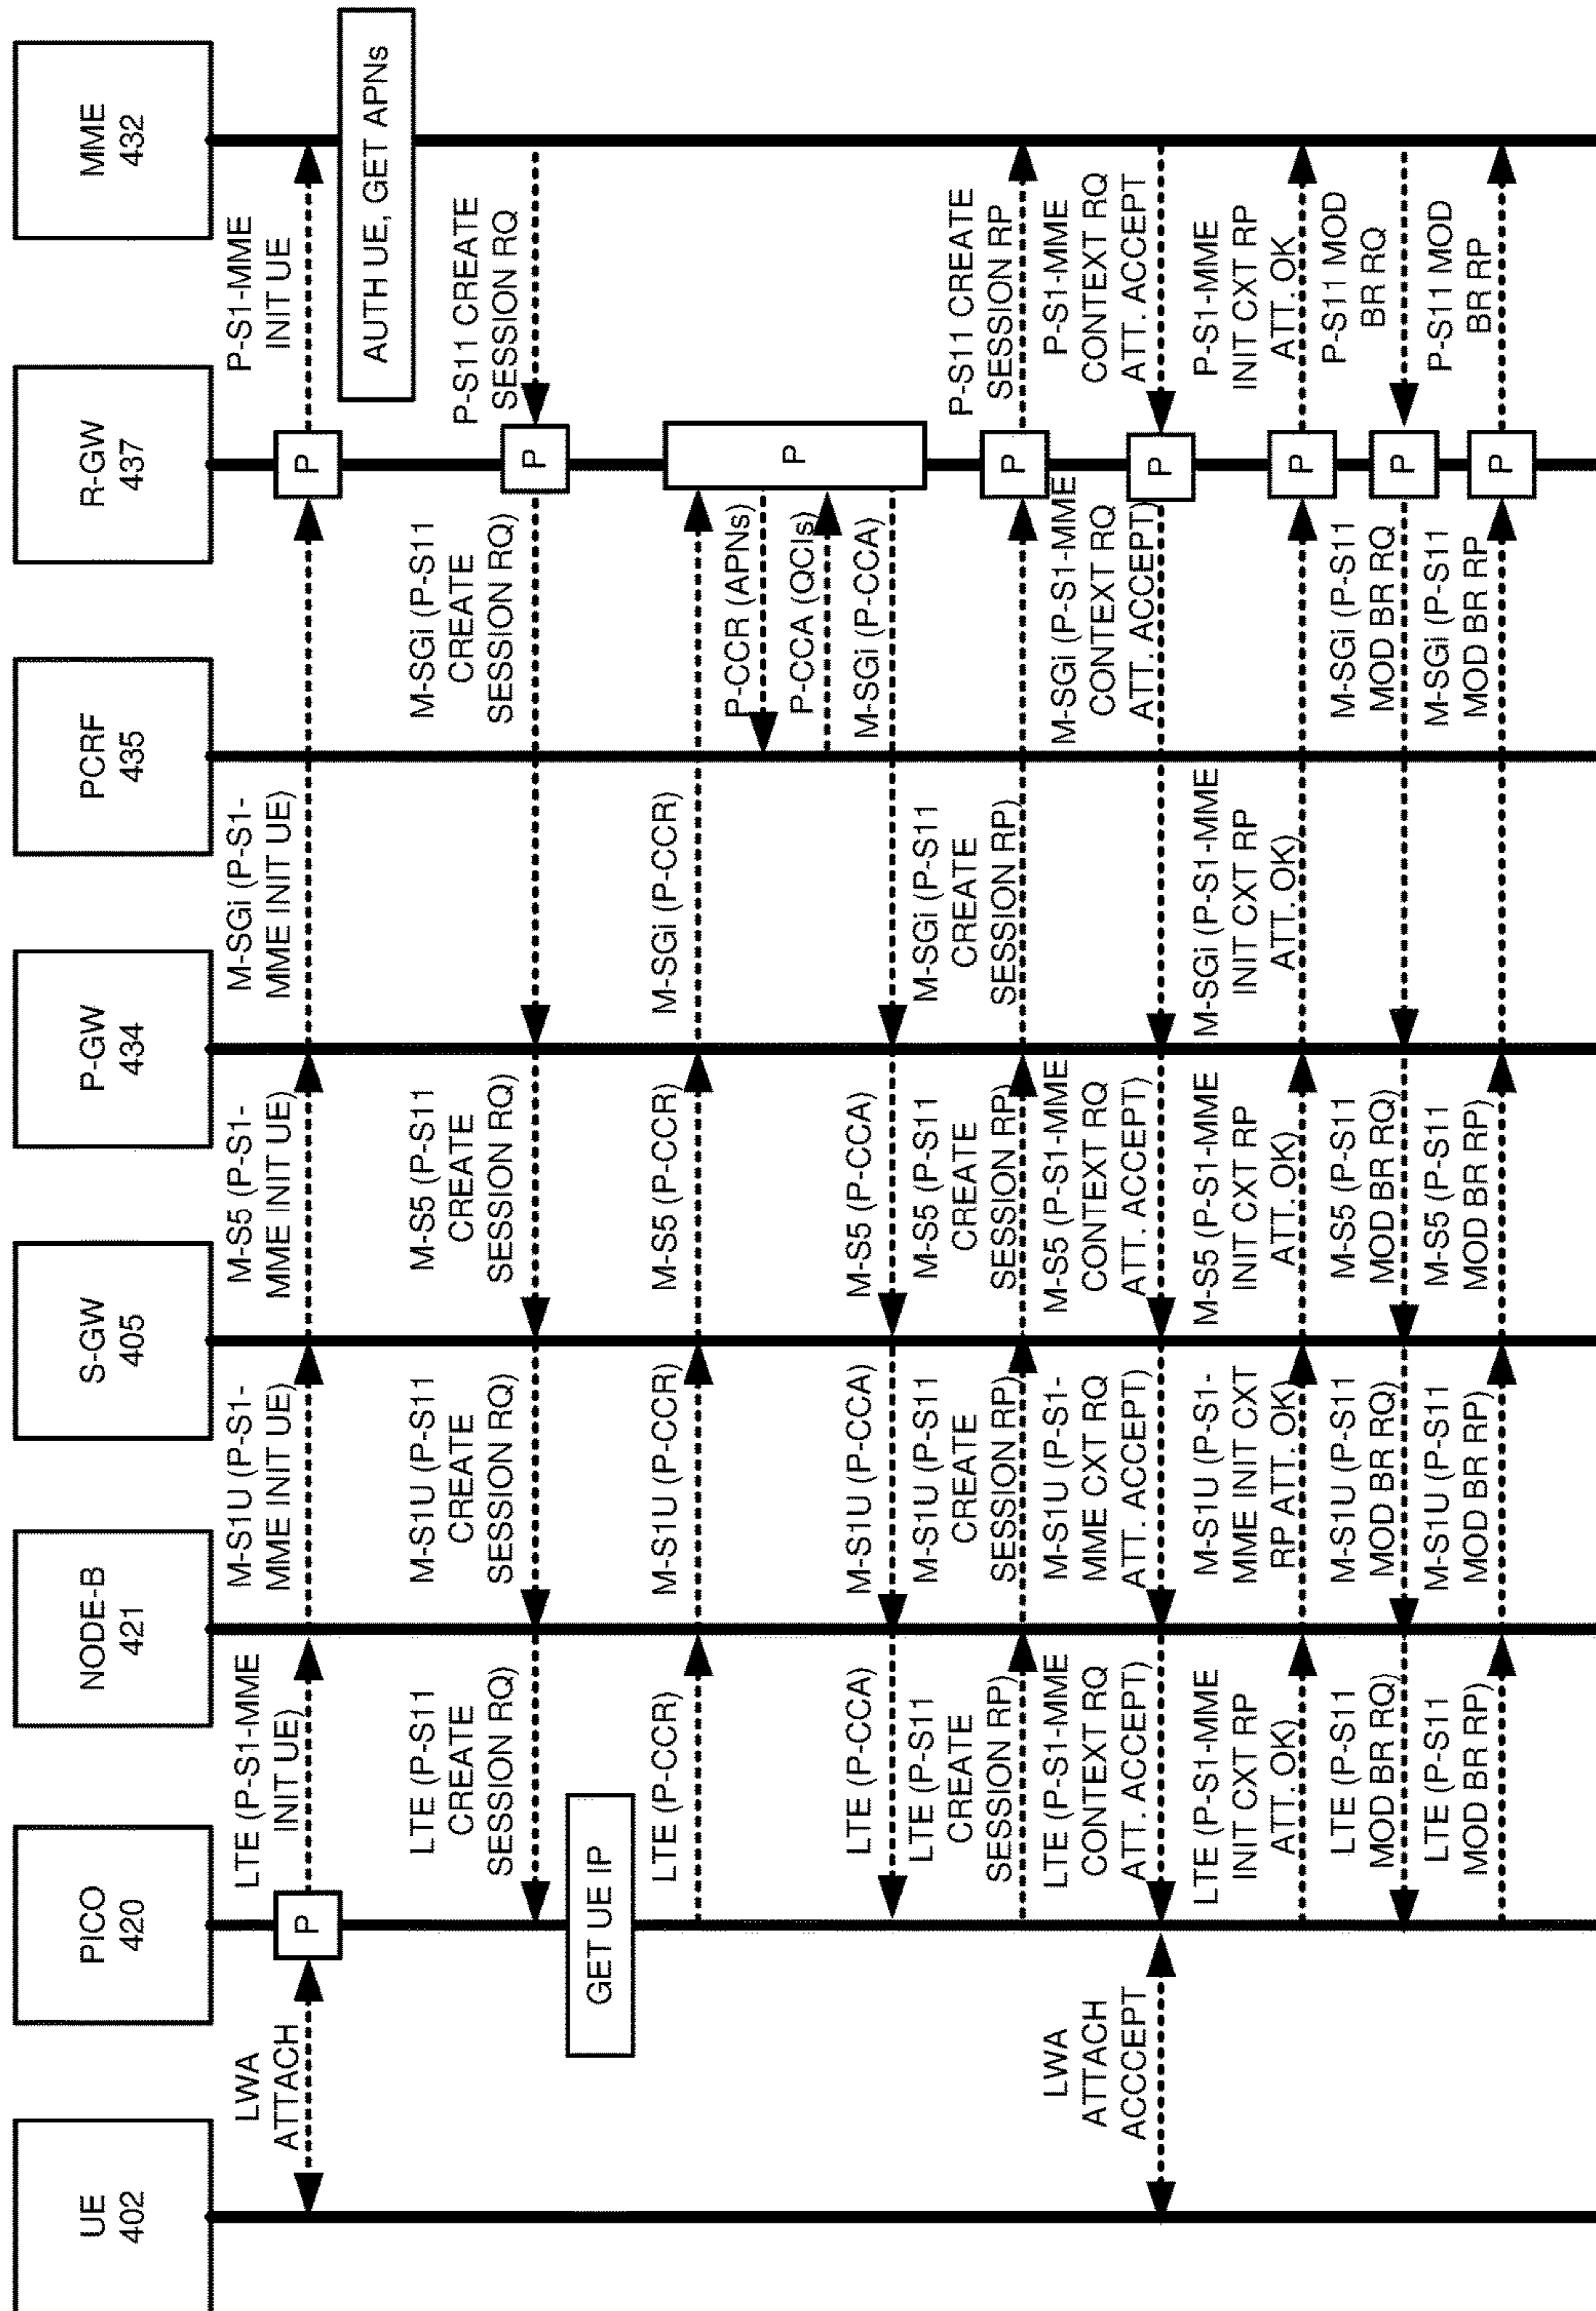 UE
402
PICO
420
NODE-B
421
S-GW
405
P-GW
434
PCRF
435
R-GW
437
MME
432
LWA
ATTACH
P
LTE (P-S1-MME
INIT UE)
M-S1U (P-S1-
MME INIT UE)
M-S5 (P-S1-
MME INIT UE)
M-SGi (P-S1-
MME INIT UE)
P
P-S1-MME
INIT UE
AUTH UE, GET APNs
LTE (P-S11
CREATE
SESSION RQ)
M-S1U (P-S11
CREATE
SESSION RQ)
M-S5 (P-S11
CREATE
SESSION RQ)
M-SGi (P-S11
CREATE
SESSION RQ)
P
P-S11 CREATE
SESSION RQ
GET UE IP
LTE (P-CCR)
M-S1U (P-CCR)
M-S5 (P-CCR)
M-SGi (P-CCR)
P
P-CCR (APNs)
P-CCA (QCIs)
LTE (P-CCA)
M-S1U (P-CCA)
M-S5 (P-CCA)
M-SGi (P-CCA)
LTE (P-S11
CREATE
SESSION RP)
M-S1U (P-S11
CREATE
SESSION RP)
M-S5 (P-S11
CREATE
SESSION RP)
M-SGi (P-S11
CREATE
SESSION RP)
P
P-S11 CREATE
SESSION RP
LWA
ATTACH
ACCCEPT
LTE (P-S1-MME
CONTEXT RQ
ATT. ACCEPT)
M-S1U (P-S1-
MME CXT RQ
ATT. ACCEPT)
M-S5 (P-S1-MME
CONTEXT RQ
ATT. ACCEPT)
M-SGi (P-S1-MME
CONTEXT RQ
ATT. ACCEPT)
P
P-S1-MME
CONTEXT RQ
ATT. ACCEPT
LTE (P-S1-MME
INIT CXT RP
ATT. OK)
M-S1U (P-S1-
MME INIT CXT
RP ATT. OK)
M-S5 (P-S1-MME
INIT CXT RP
ATT. OK)
M-SGi (P-S1-MME
INIT CXT RP
ATT. OK)
P
P-S1-MME
INIT CXT RP
ATT. OK
LTE (P-S11
MOD BR RQ)
M-S1U (P-S11
MOD BR RQ)
M-S5 (P-S11
MOD BR RQ)
M-SGi (P-S11
MOD BR RQ
P
P-S11 MOD
BR RQ
LTE (P-S11
MOD BR RP)
M-S1U (P-S11
MOD BR RP)
M-S5 (P-S11
MOD BR RP)
M-SGi (P-S11
MOD BR RP
P
P-S11 MOD
BR RP